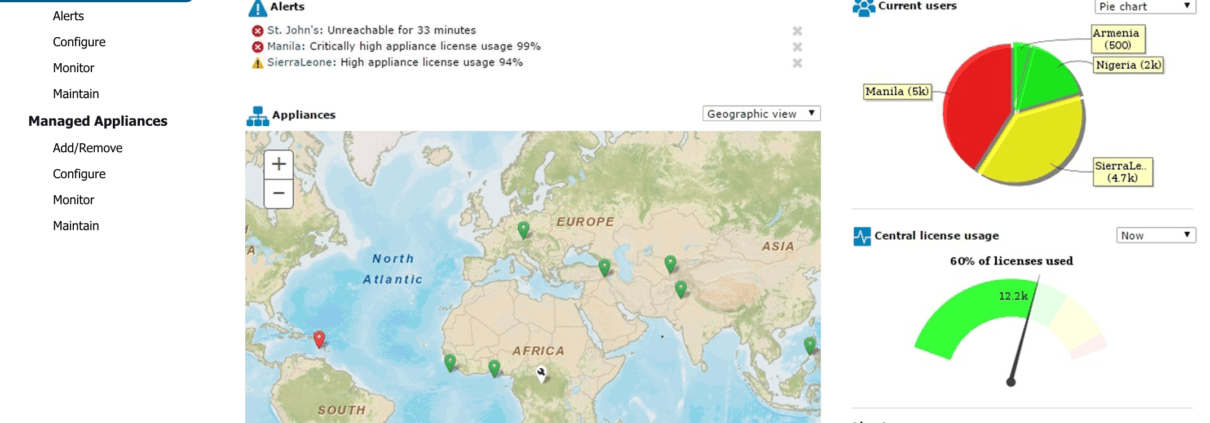 Alerts
Configure
Monitor
Maintain
Managed Appliances
Add/Remove
Configure
Monitor
Maintain
Alerts
St. John's: Unreachable for 33 minutes
Manila: Critically high appliance license usage 99%
SierraLeone: High appliance license usage 94%
Appliances
Geographic view
+
−
EUROPE
ASIA
North
Atlantic
AFRICA
SOUTH
A
Current users
Pie chart
Armenia
(500)
Nigeria (2k)
Manila (5k)
SierraLe..
(4.7k)
Central license usage
Now
60% of licenses used
12.2k